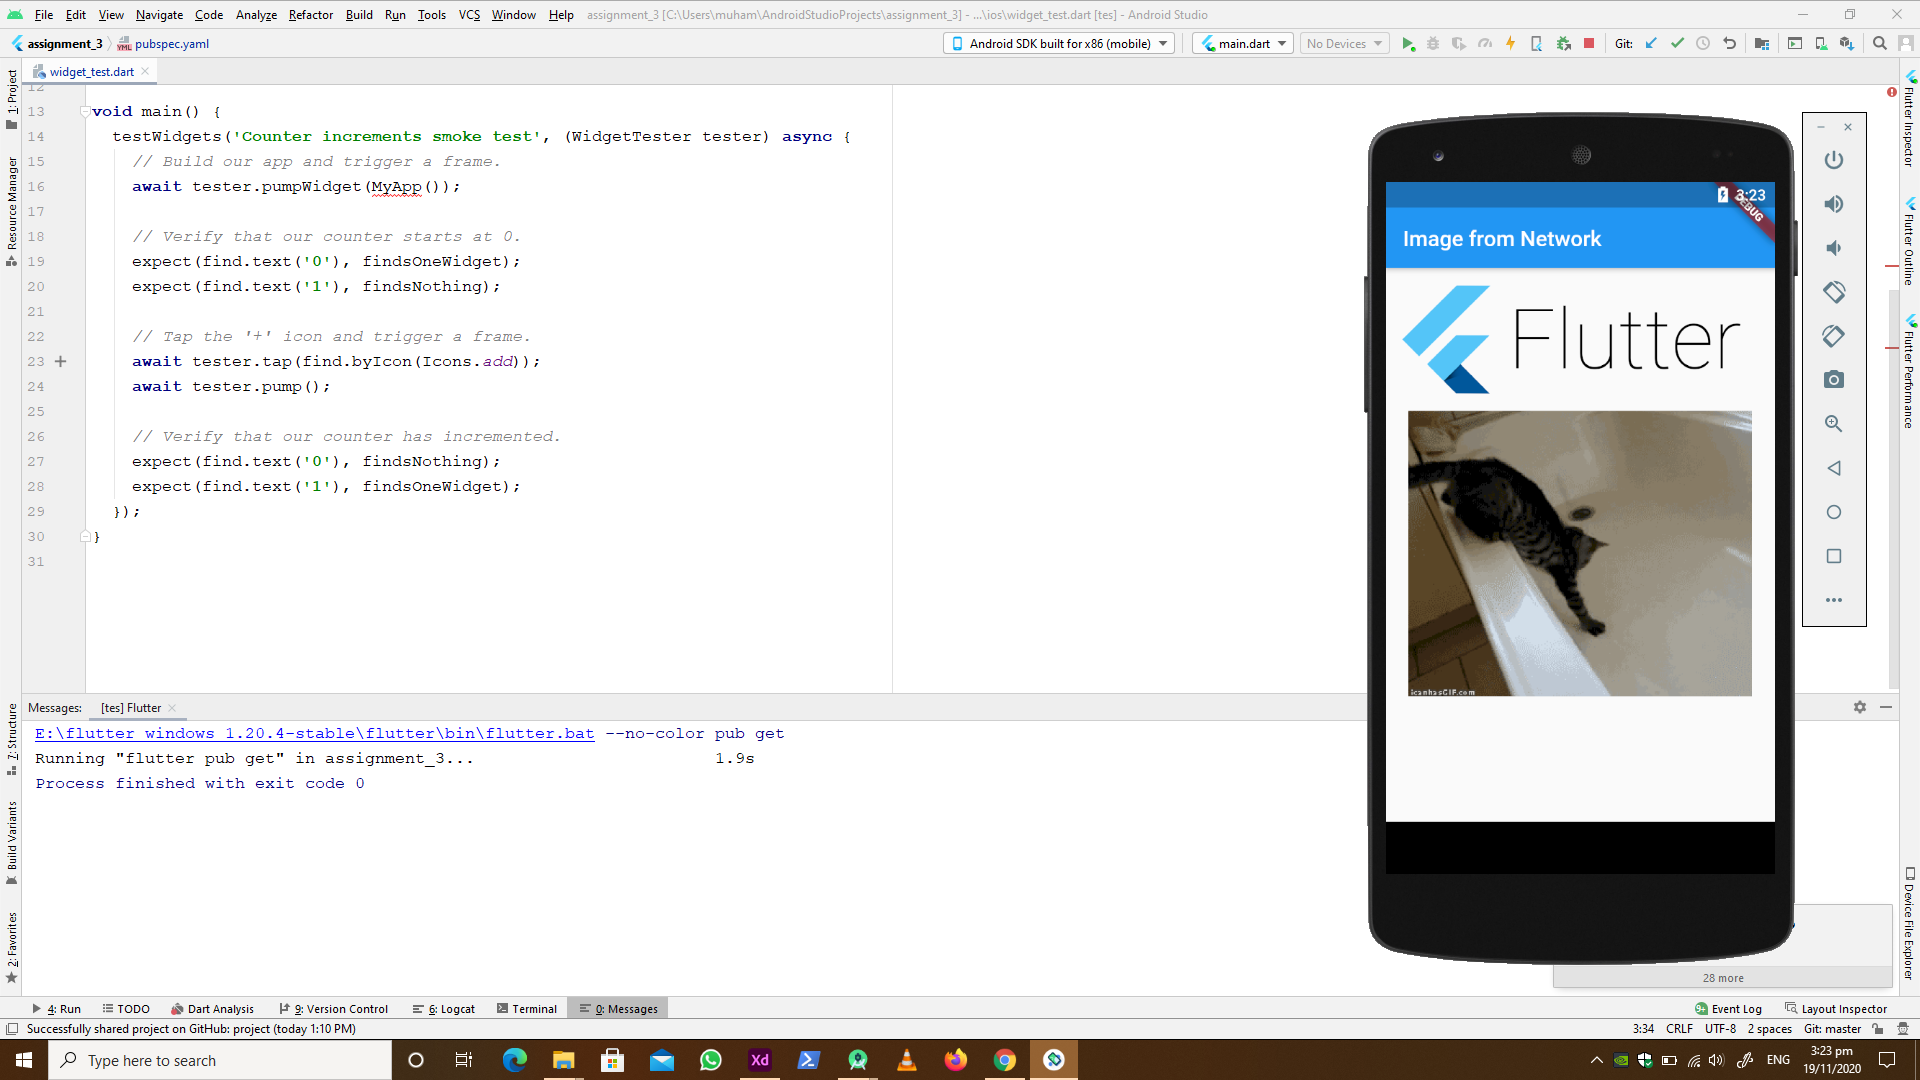 File Edit View Navigate Code Analyze Refactor Build Run Tools VCS Window Help assignment_3 [C:\Users\muham\AndroidStudioProjects\assignment_3] - ...\ios\widget_test.dart [tes] - Android Studio
assignment_3 pubspec.yaml Android SDK built for x86 (mobile) main.dart No Devices Git:
widget_test.dart
12
13 void main() {
14 testWidgets('Counter increments smoke test', (WidgetTester tester) async {
15 // Build our app and trigger a frame.
16 await tester.pumpWidget(MyApp());
17
18 // Verify that our counter starts at 0.
19 expect(find.text('0'), findsOneWidget);
20 expect(find.text('1'), findsNothing);
21
22 // Tap the '+' icon and trigger a frame.
23 await tester.tap(find.byIcon(Icons.add));
24 await tester.pump();
25
26 // Verify that our counter has incremented.
27 expect(find.text('0'), findsNothing);
28 expect(find.text('1'), findsOneWidget);
29 });
30 }
31
1: Project
Resource Manager
7: Structure
Build Variants
2: Favorites
3:23
DEBUG
Image from Network
Flutter
icanhasGIF.com
Flutter Inspector
Flutter Outline
Flutter Performance
Device File Explorer
Messages: [tes] Flutter
E:\flutter_windows_1.20.4-stable\flutter\bin\flutter.bat --no-color pub get
Running "flutter pub get" in assignment_3... 1.9s
Process finished with exit code 0
28 more
4: Run TODO Dart Analysis 9: Version Control 6: Logcat Terminal 0: Messages Event Log Layout Inspector
Successfully shared project on GitHub: project (today 1:10 PM) 3:34 CRLF UTF-8 2 spaces Git: master
Type here to search Xd ENG 3:23 pm
19/11/2020